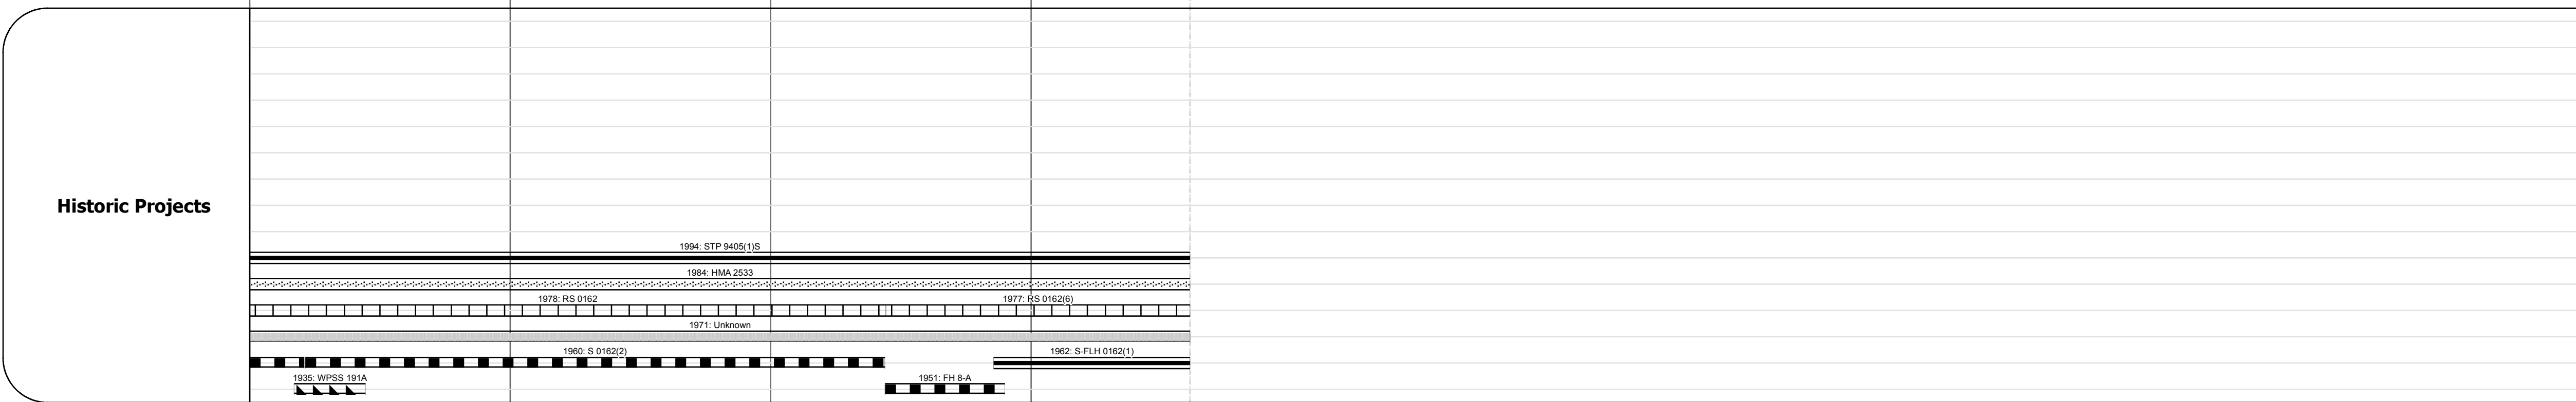 Historic Projects
1994: STP 9405(1)S
1984: HMA 2533
1978: RS 0162
1977: RS 0162(6)
1971: Unknown
1960: S 0162(2)
1962: S-FLH 0162(1)
1935: WPSS 191A
1951: FH 8-A